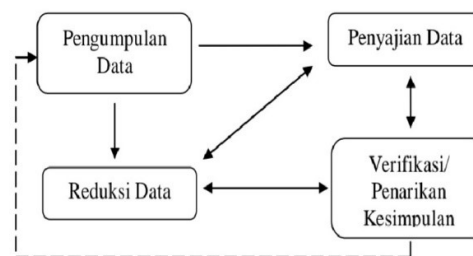 Pengumpulan
Data
Penyajian Data
Reduksi Data
Verifikasi/
Penarikan
Kesimpulan